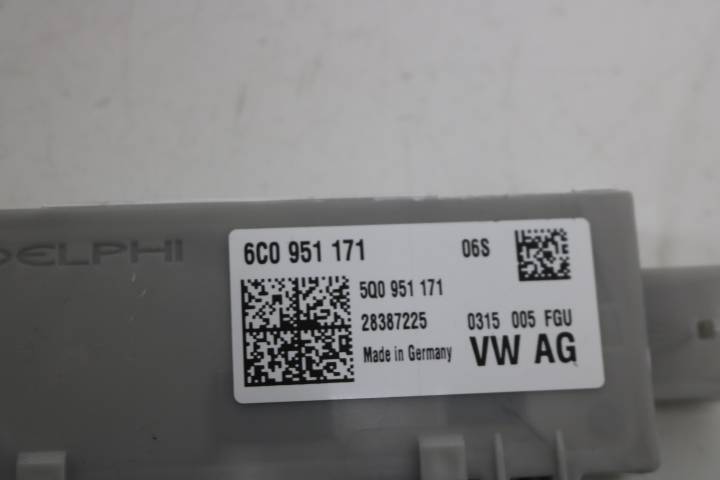 DELPHI
6C0 951 171 06S
5Q0 951 171
28387225 0315 005 FGU
Made in Germany VW AG